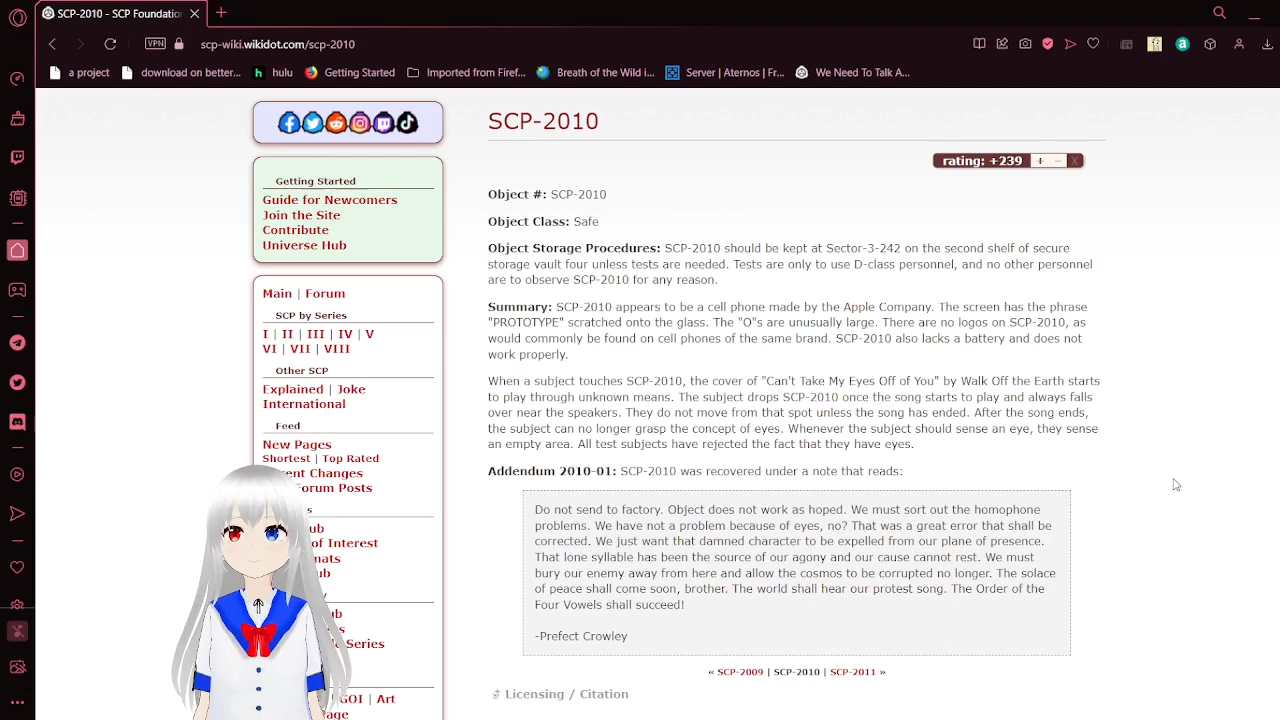 SCP-2010 - SCP Foundation
VPN
scp-wiki.wikidot.com/scp-2010
a project
download on better...
hulu
Getting Started
Imported from Firef...
Breath of the Wild i...
Server | Aternos | Fr...
We Need To Talk A...
Getting Started
Guide for Newcomers
Join the Site
Contribute
Universe Hub
Main | Forum
SCP by Series
I | II | III | IV | V
VI | VII | VIII
Other SCP
Explained | Joke
International
Feed
New Pages
Shortest | Top Rated
ent Changes
orum Posts
s
ub
of Interest
mats
ub
ub
s
le Series
GOI | Art
age
SCP-2010
rating: +239 + − X
Object #: SCP-2010
Object Class: Safe
Object Storage Procedures: SCP-2010 should be kept at Sector-3-242 on the second shelf of secure
storage vault four unless tests are needed. Tests are only to use D-class personnel, and no other personnel
are to observe SCP-2010 for any reason.
Summary: SCP-2010 appears to be a cell phone made by the Apple Company. The screen has the phrase
"PROTOTYPE" scratched onto the glass. The "O"s are unusually large. There are no logos on SCP-2010, as
would commonly be found on cell phones of the same brand. SCP-2010 also lacks a battery and does not
work properly.
When a subject touches SCP-2010, the cover of "Can't Take My Eyes Off of You" by Walk Off the Earth starts
to play through unknown means. The subject drops SCP-2010 once the song starts to play and always falls
over near the speakers. They do not move from that spot unless the song has ended. After the song ends,
the subject can no longer grasp the concept of eyes. Whenever the subject should sense an eye, they sense
an empty area. All test subjects have rejected the fact that they have eyes.
Addendum 2010-01: SCP-2010 was recovered under a note that reads:
Do not send to factory. Object does not work as hoped. We must sort out the homophone
problems. We have not a problem because of eyes, no? That was a great error that shall be
corrected. We just want that damned character to be expelled from our plane of presence.
That lone syllable has been the source of our agony and our cause cannot rest. We must
bury our enemy away from here and allow the cosmos to be corrupted no longer. The solace
of peace shall come soon, brother. The world shall hear our protest song. The Order of the
Four Vowels shall succeed!
-Prefect Crowley
« SCP-2009 | SCP-2010 | SCP-2011 »
Licensing / Citation